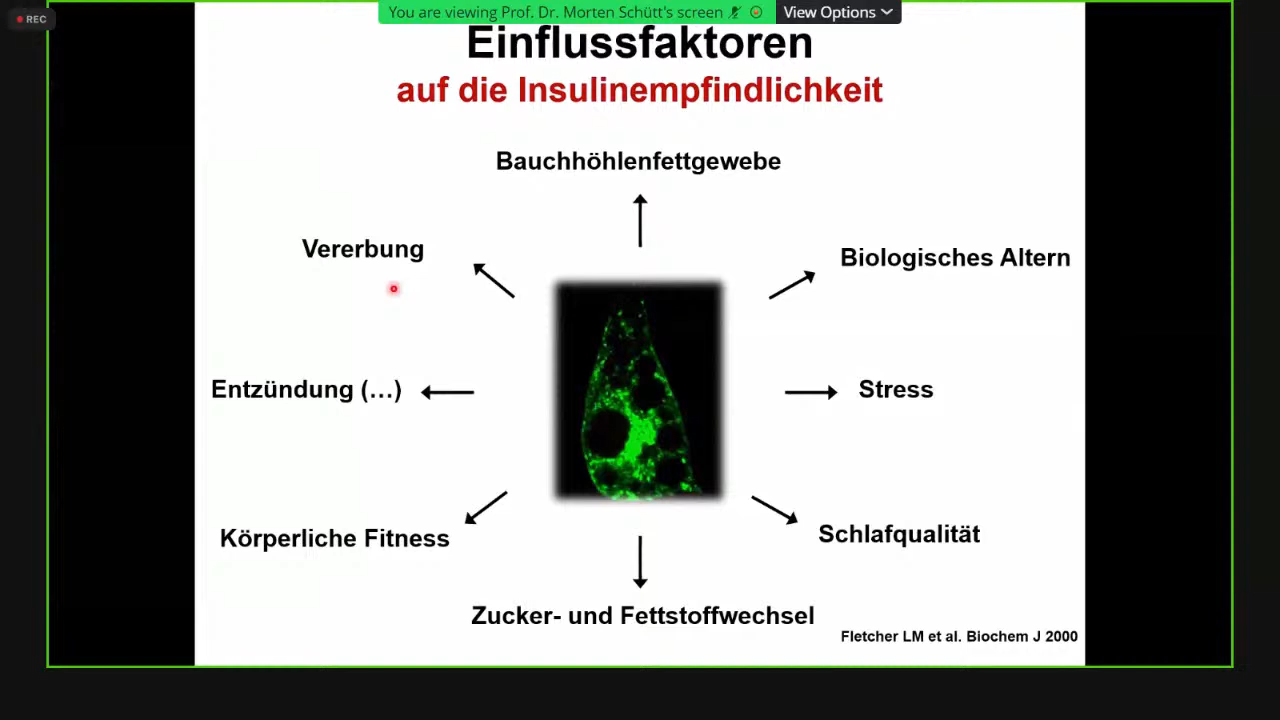 REC
You are viewing Prof. Dr. Morten Schütt's screen
View Options
Einflussfaktoren
auf die Insulinempfindlichkeit
Bauchhöhlenfettgewebe
Vererbung
Biologisches Altern
Entzündung (…)
Stress
Körperliche Fitness
Schlafqualität
Zucker- und Fettstoffwechsel
Fletcher LM et al. Biochem J 2000